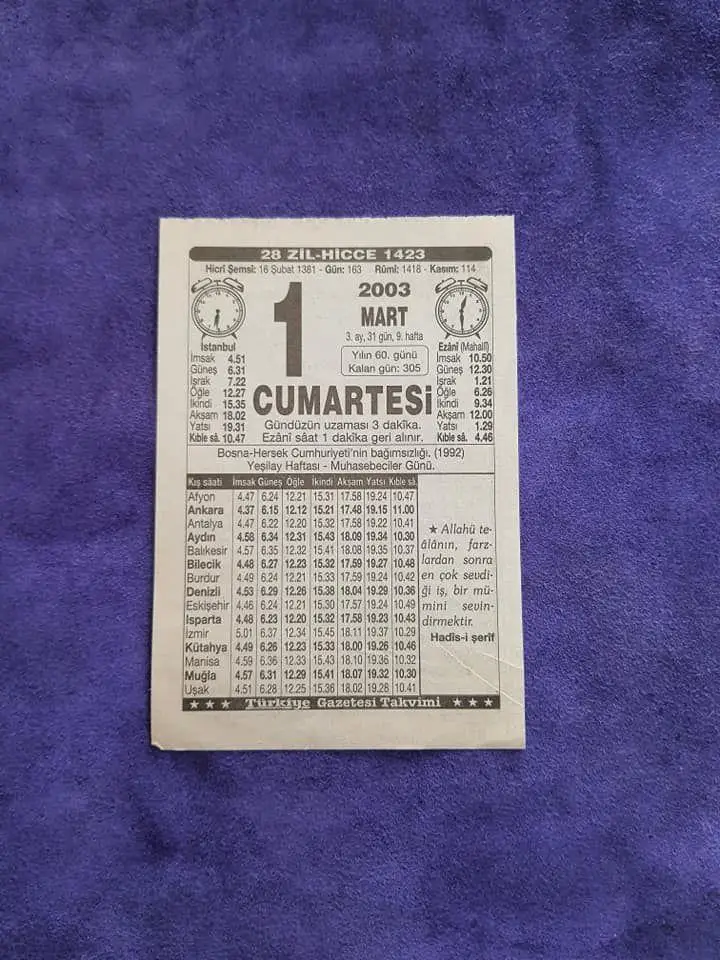 28 ZİL-HİCCE 1423
Hicrî Şemsî: 16 Şubat 1381 - Gün: 163 Rûmî: 1418 - Kasım: 114
1
2003
MART
3. ay, 31 gün, 9. hafta
Yılın 60. günü
Kalan gün: 305
İstanbul
İmsak 4.51
Güneş 6.31
İşrak 7.22
Öğle 12.27
İkindi 15.35
Akşam 18.02
Yatsı 19.31
Kıble sâ. 10.47
Ezânî (Mahallî)
İmsak 10.50
Güneş 12.30
İşrak 1.21
Öğle 6.26
İkindi 9.34
Akşam 12.00
Yatsı 1.29
Kıble sâ. 4.46
CUMARTESİ
Gündüzün uzaması 3 dakîka.
Ezânî sâat 1 dakîka geri alınır.
Bosna-Hersek Cumhuriyeti'nin bağımsızlığı. (1992)
Yeşilay Haftası - Muhasebeciler Günü.
Kış sâati İmsak Güneş Öğle İkindi Akşam Yatsı Kıble sâ.
Afyon 4.47 6.24 12.21 15.31 17.58 19.24 10.47
Ankara 4.37 6.15 12.12 15.21 17.48 19.15 11.00
Antalya 4.47 6.22 12.20 15.32 17.58 19.22 10.41
Aydın 4.58 6.34 12.31 15.43 18.09 19.34 10.30
Balıkesir 4.57 6.35 12.32 15.41 18.08 19.35 10.37
Bilecik 4.48 6.27 12.23 15.32 17.59 19.27 10.48
Burdur 4.49 6.24 12.21 15.33 17.59 19.24 10.42
Denizli 4.53 6.29 12.26 15.38 18.04 19.29 10.36
Eskişehir 4.46 6.24 12.21 15.30 17.57 19.24 10.49
Isparta 4.48 6.23 12.20 15.32 17.58 19.23 10.43
İzmir 5.01 6.37 12.34 15.45 18.11 19.37 10.29
Kütahya 4.49 6.26 12.23 15.33 18.00 19.26 10.46
Manisa 4.59 6.36 12.33 15.43 18.10 19.36 10.32
Muğla 4.57 6.31 12.29 15.41 18.07 19.32 10.30
Uşak 4.51 6.28 12.25 15.36 18.02 19.28 10.41
★ Allahü te-
âlânın, farz-
lardan sonra
en çok sevdi-
ği iş, bir mü-
mini sevin-
dirmektir.
Hadîs-i şerîf
★ ★ ★ Türkiye Gazetesi Takvimi ★ ★ ★